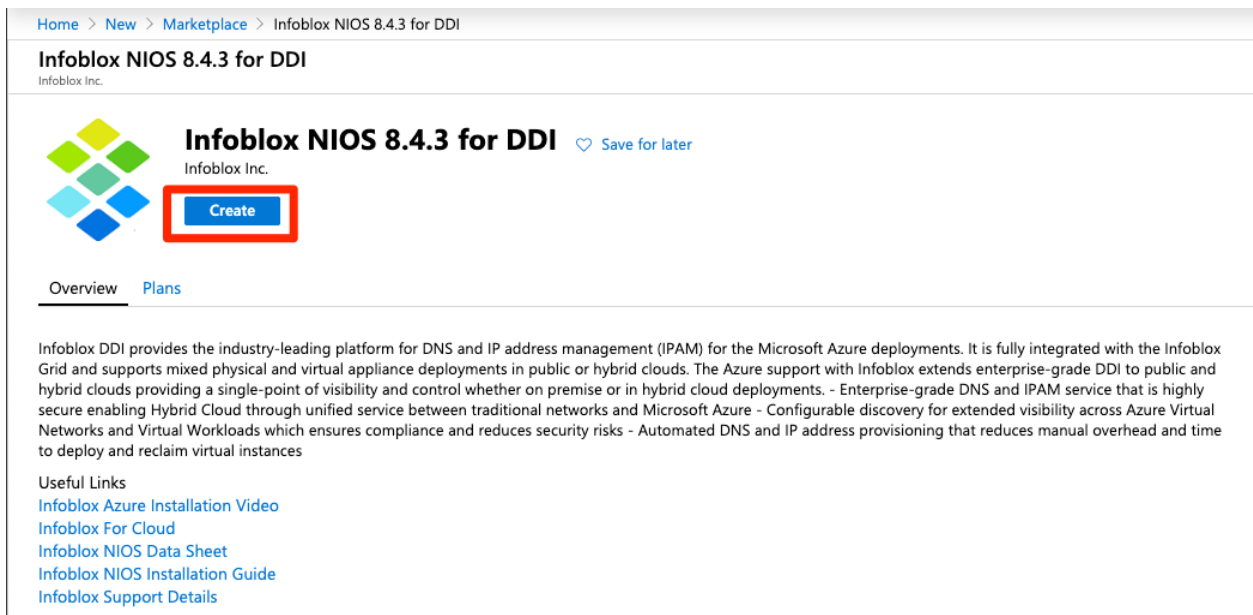 Home > New > Marketplace > Infoblox NIOS 8.4.3 for DDI
Infoblox NIOS 8.4.3 for DDI
Infoblox Inc.
Infoblox NIOS 8.4.3 for DDI Save for later
Infoblox Inc.
Create
Overview Plans
Infoblox DDI provides the industry-leading platform for DNS and IP address management (IPAM) for the Microsoft Azure deployments. It is fully integrated with the Infoblox
Grid and supports mixed physical and virtual appliance deployments in public or hybrid clouds. The Azure support with Infoblox extends enterprise-grade DDI to public and
hybrid clouds providing a single-point of visibility and control whether on premise or in hybrid cloud deployments. - Enterprise-grade DNS and IPAM service that is highly
secure enabling Hybrid Cloud through unified service between traditional networks and Microsoft Azure - Configurable discovery for extended visibility across Azure Virtual
Networks and Virtual Workloads which ensures compliance and reduces security risks - Automated DNS and IP address provisioning that reduces manual overhead and time
to deploy and reclaim virtual instances
Useful Links
Infoblox Azure Installation Video
Infoblox For Cloud
Infoblox NIOS Data Sheet
Infoblox NIOS Installation Guide
Infoblox Support Details